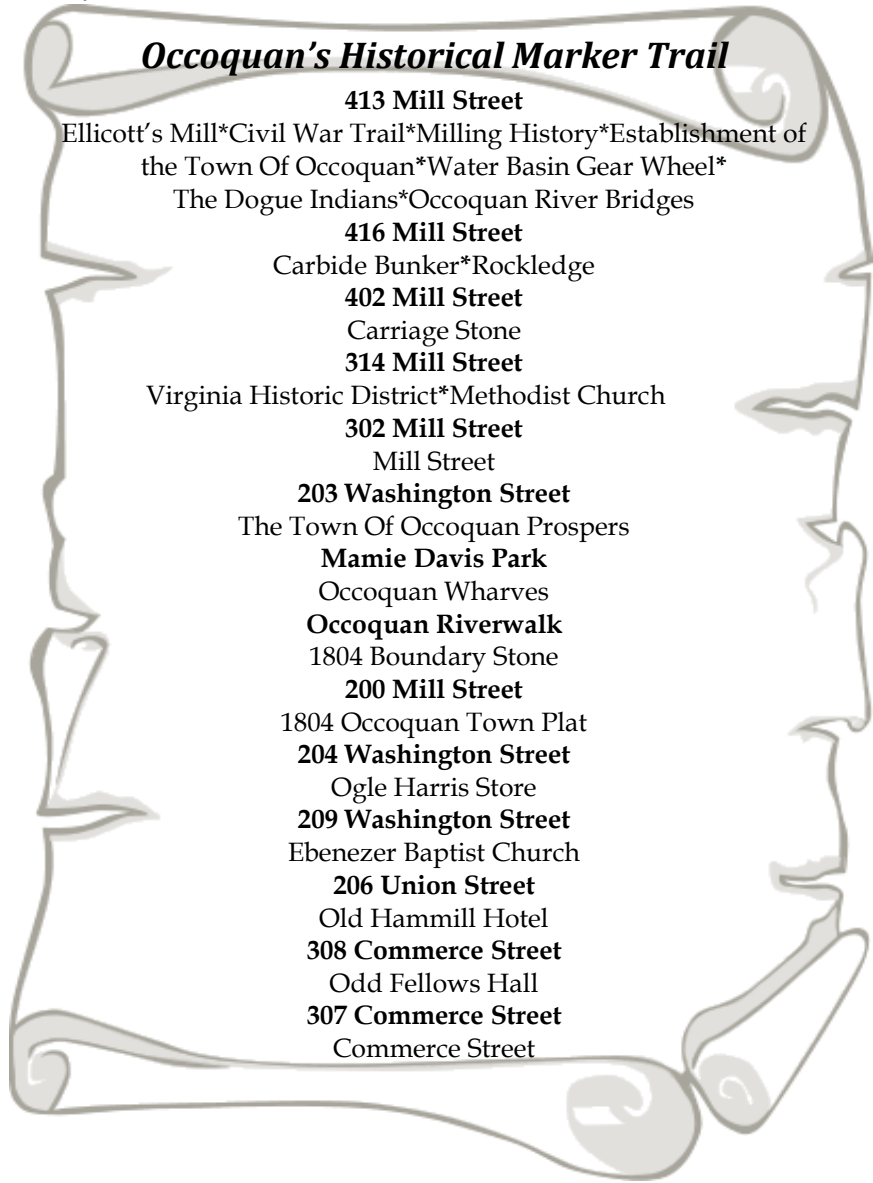 Occoquan’s Historical Marker Trail
413 Mill Street
Ellicott’s Mill*Civil War Trail*Milling History*Establishment of
the Town Of Occoquan*Water Basin Gear Wheel*
The Dogue Indians*Occoquan River Bridges
416 Mill Street
Carbide Bunker*Rockledge
402 Mill Street
Carriage Stone
314 Mill Street
Virginia Historic District*Methodist Church
302 Mill Street
Mill Street
203 Washington Street
The Town Of Occoquan Prospers
Mamie Davis Park
Occoquan Wharves
Occoquan Riverwalk
1804 Boundary Stone
200 Mill Street
1804 Occoquan Town Plat
204 Washington Street
Ogle Harris Store
209 Washington Street
Ebenezer Baptist Church
206 Union Street
Old Hammill Hotel
308 Commerce Street
Odd Fellows Hall
307 Commerce Street
Commerce Street